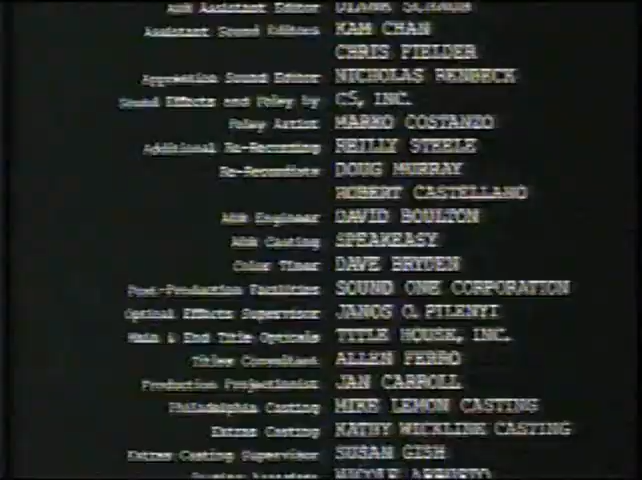 ADR Assistant Editor
Assistant Sound Editors KAM CHAN
CHRIS FIELDER
Apprentice Sound Editor NICHOLAS RENBECK
Sound Effects and Foley by C5, INC.
Foley Artist MARKO COSTANZO
Additional Re-Recording REILLY STEELE
Re-Recordists DOUG MURRAY
ROBERT CASTELLANO
ADR Engineer DAVID BOULTON
ADR Casting SPEAKEASY
Color Timer DAVE BRYDEN
Post-Production Facilities SOUND ONE CORPORATION
Optical Effects Supervisor JANOS O. PILENYI
Main & End Title Opticals TITLE HOUSE, INC.
Titles Consultant ALLEN FERRO
Production Projectionist JAN CARROLL
Philadelphia Casting MIKE LEMON CASTING
Extras Casting KATHY WICKLINE CASTING
Extras Casting Supervisor SUSAN GISH